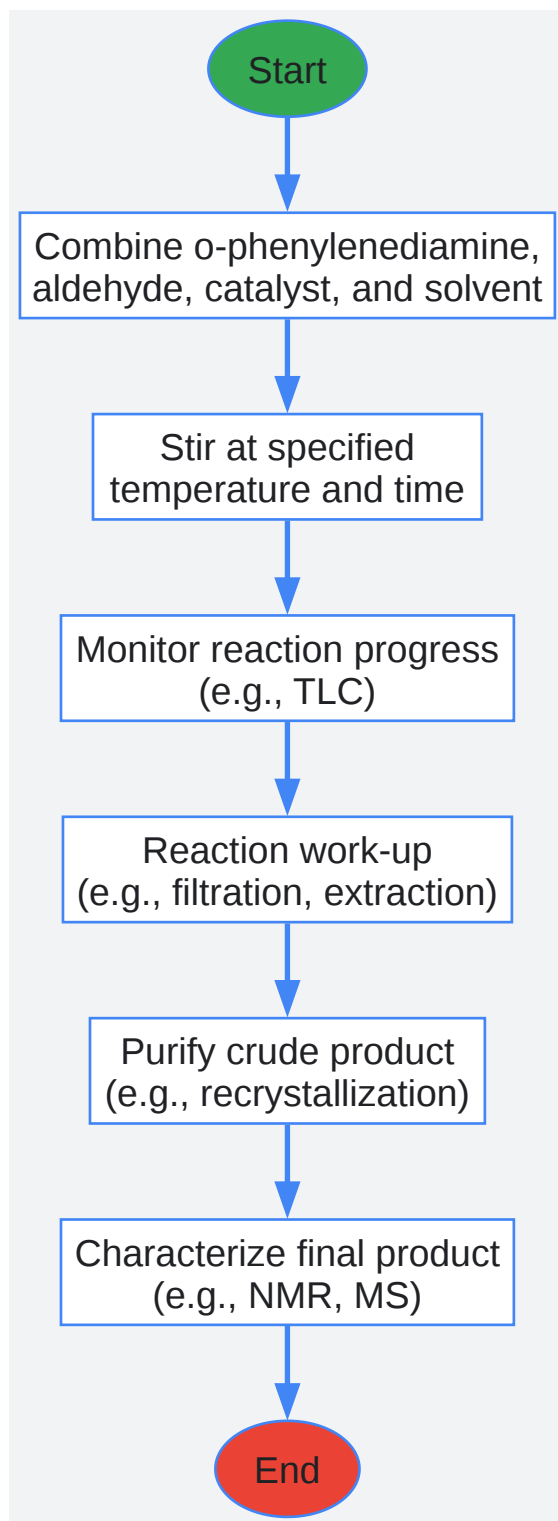 Start
Combine o-phenylenediamine,
aldehyde, catalyst, and solvent
Stir at specified
temperature and time
Monitor reaction progress
(e.g., TLC)
Reaction work-up
(e.g., filtration, extraction)
Purify crude product
(e.g., recrystallization)
Characterize final product
(e.g., NMR, MS)
End